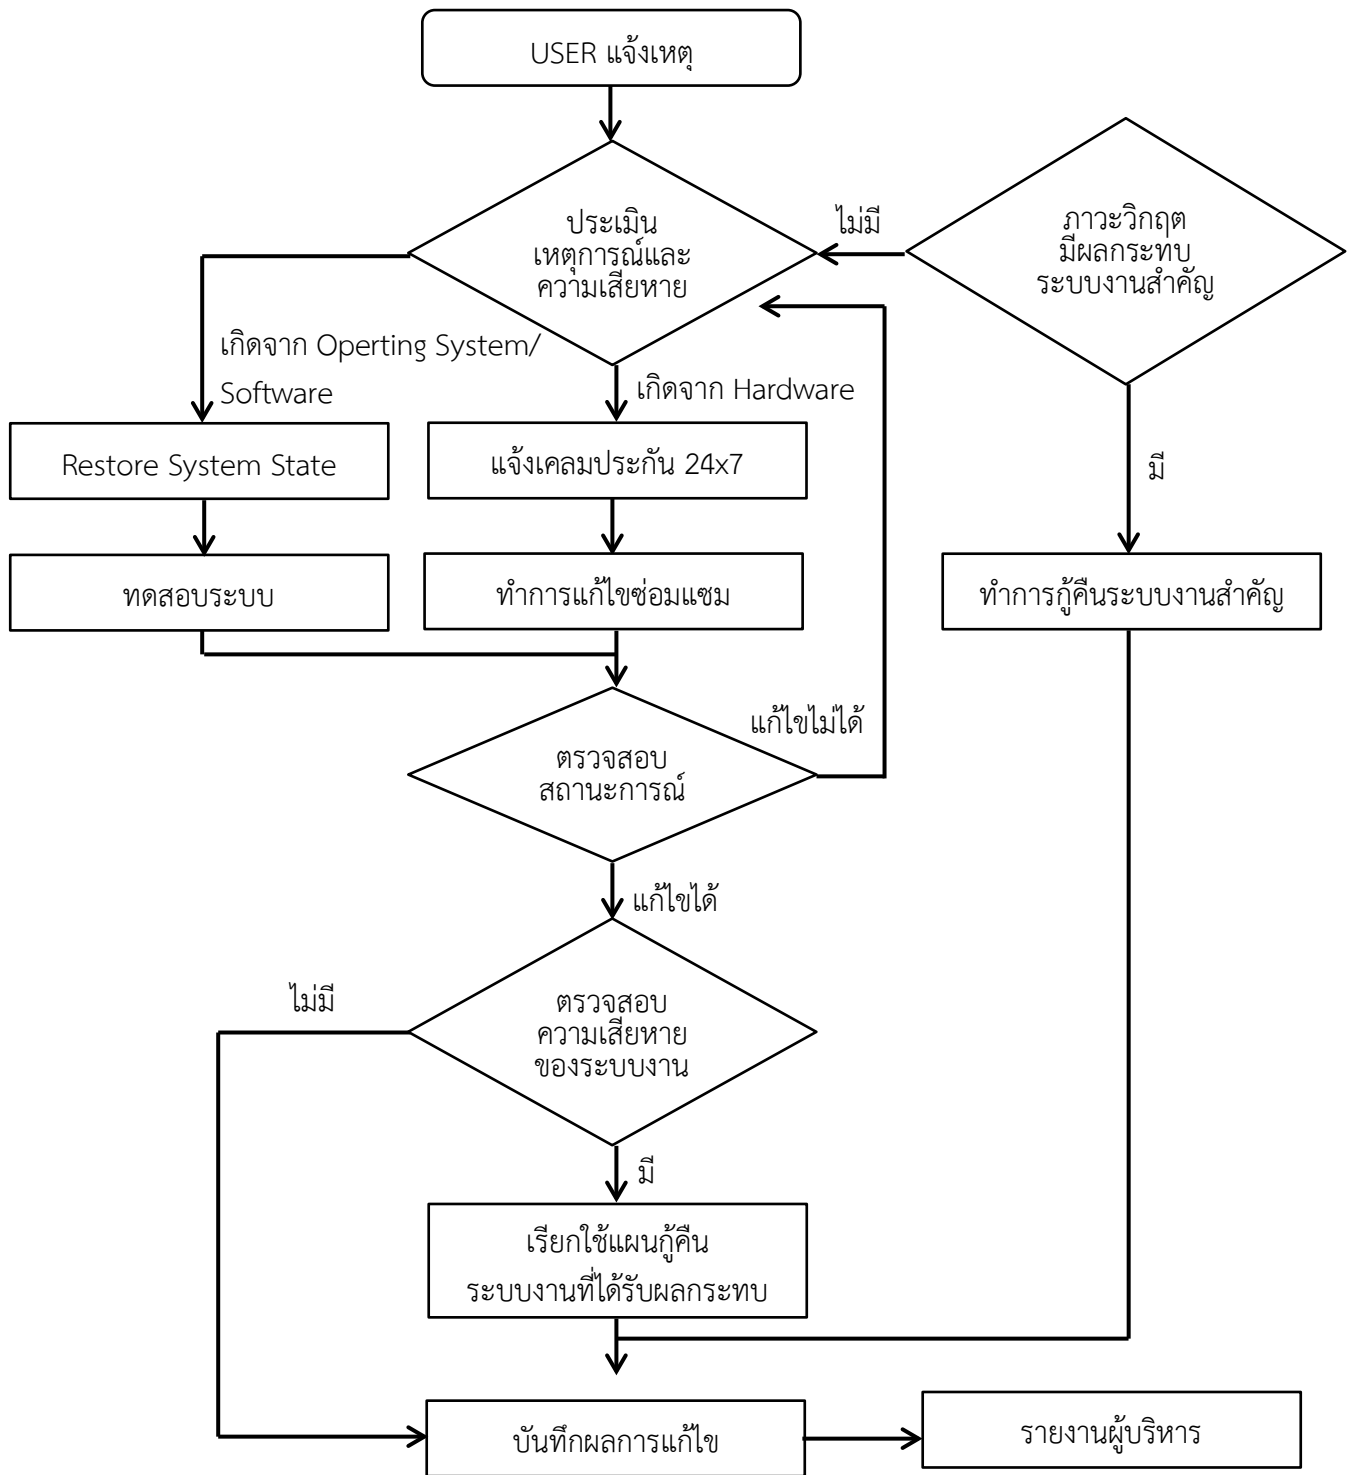 USER แจ้งเหตุ
ประเมิน
เหตุการณ์และ
ความเสียหาย
ไม่มี
ภาวะวิกฤต
มีผลกระทบ
ระบบงานสำคัญ
เกิดจาก Operting System/
Software
เกิดจาก Hardware
Restore System State
แจ้งเคลมประกัน 24x7
มี
ทดสอบระบบ
ทำการแก้ไขซ่อมแซม
ทำการกู้คืนระบบงานสำคัญ
แก้ไขไม่ได้
ตรวจสอบ
สถานะการณ์
แก้ไขได้
ไม่มี
ตรวจสอบ
ความเสียหาย
ของระบบงาน
มี
เรียกใช้แผนกู้คืน
ระบบงานที่ได้รับผลกระทบ
บันทึกผลการแก้ไข
รายงานผู้บริหาร